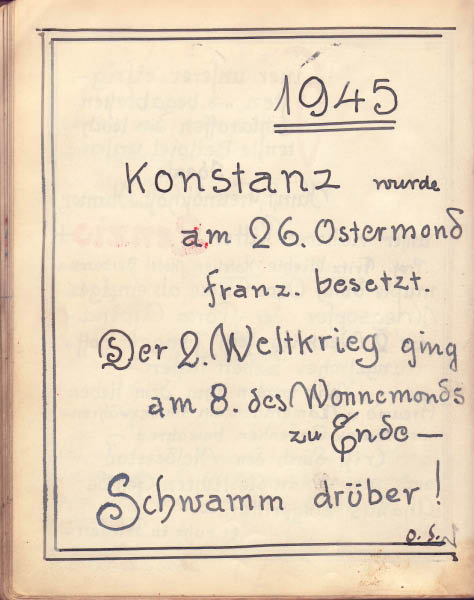 1945
Konstanz wurde
am 26. Ostermond
franz. besetzt.
Der 2. Weltkrieg ging
am 8. des Wonnemonds
zu Ende —
Schwamm drüber!